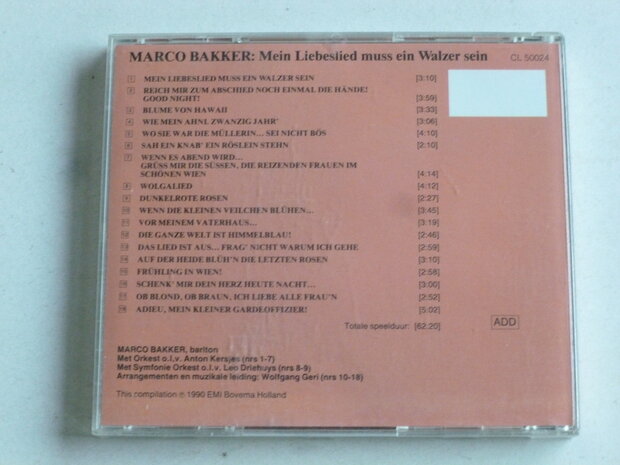 MARCO BAKKER: Mein Liebeslied muss ein Walzer sein CL 50024
1 MEIN LIEBESLIED MUSS EIN WALZER SEIN [3:10]
2 REICH MIR ZUM ABSCHIED NOCH EINMAL DIE HÄNDE!
GOOD NIGHT! [3:59]
3 BLUME VON HAWAII [3:33]
4 WIE MEIN AHNL ZWANZIG JAHR' [3:06]
5 WO SIE WAR DIE MÜLLERIN... SEI NICHT BÖS [4:10]
6 SAH EIN KNAB' EIN RÖSLEIN STEHN [2:10]
7 WENN ES ABEND WIRD...
GRÜSS MIR DIE SÜSSEN, DIE REIZENDEN FRAUEN IM
SCHÖNEN WIEN [4:14]
8 WOLGALIED [4:12]
9 DUNKELROTE ROSEN [2:27]
10 WENN DIE KLEINEN VEILCHEN BLÜHEN... [3:45]
11 VOR MEINEM VATERHAUS... [3:19]
12 DIE GANZE WELT IST HIMMELBLAU! [2:46]
13 DAS LIED IST AUS... FRAG' NICHT WARUM ICH GEHE [2:59]
14 AUF DER HEIDE BLÜH'N DIE LETZTEN ROSEN [3:10]
15 FRÜHLING IN WIEN! [2:58]
16 SCHENK' MIR DEIN HERZ HEUTE NACHT... [3:00]
17 OB BLOND, OB BRAUN, ICH LIEBE ALLE FRAU'N [2:52]
18 ADIEU, MEIN KLEINER GARDEOFFIZIER! [5:02]
Totale speelduur: [62.20]
ADD
MARCO BAKKER, bariton
Met Orkest o.l.v. Anton Kersjes (nrs 1-7)
Met Symfonie Orkest o.l.v. Leo Driehuys (nrs 8-9)
Arrangementen en muzikale leiding: Wolfgang Geri (nrs 10-18)
This compilation ℗ 1990 EMI Bovema Holland